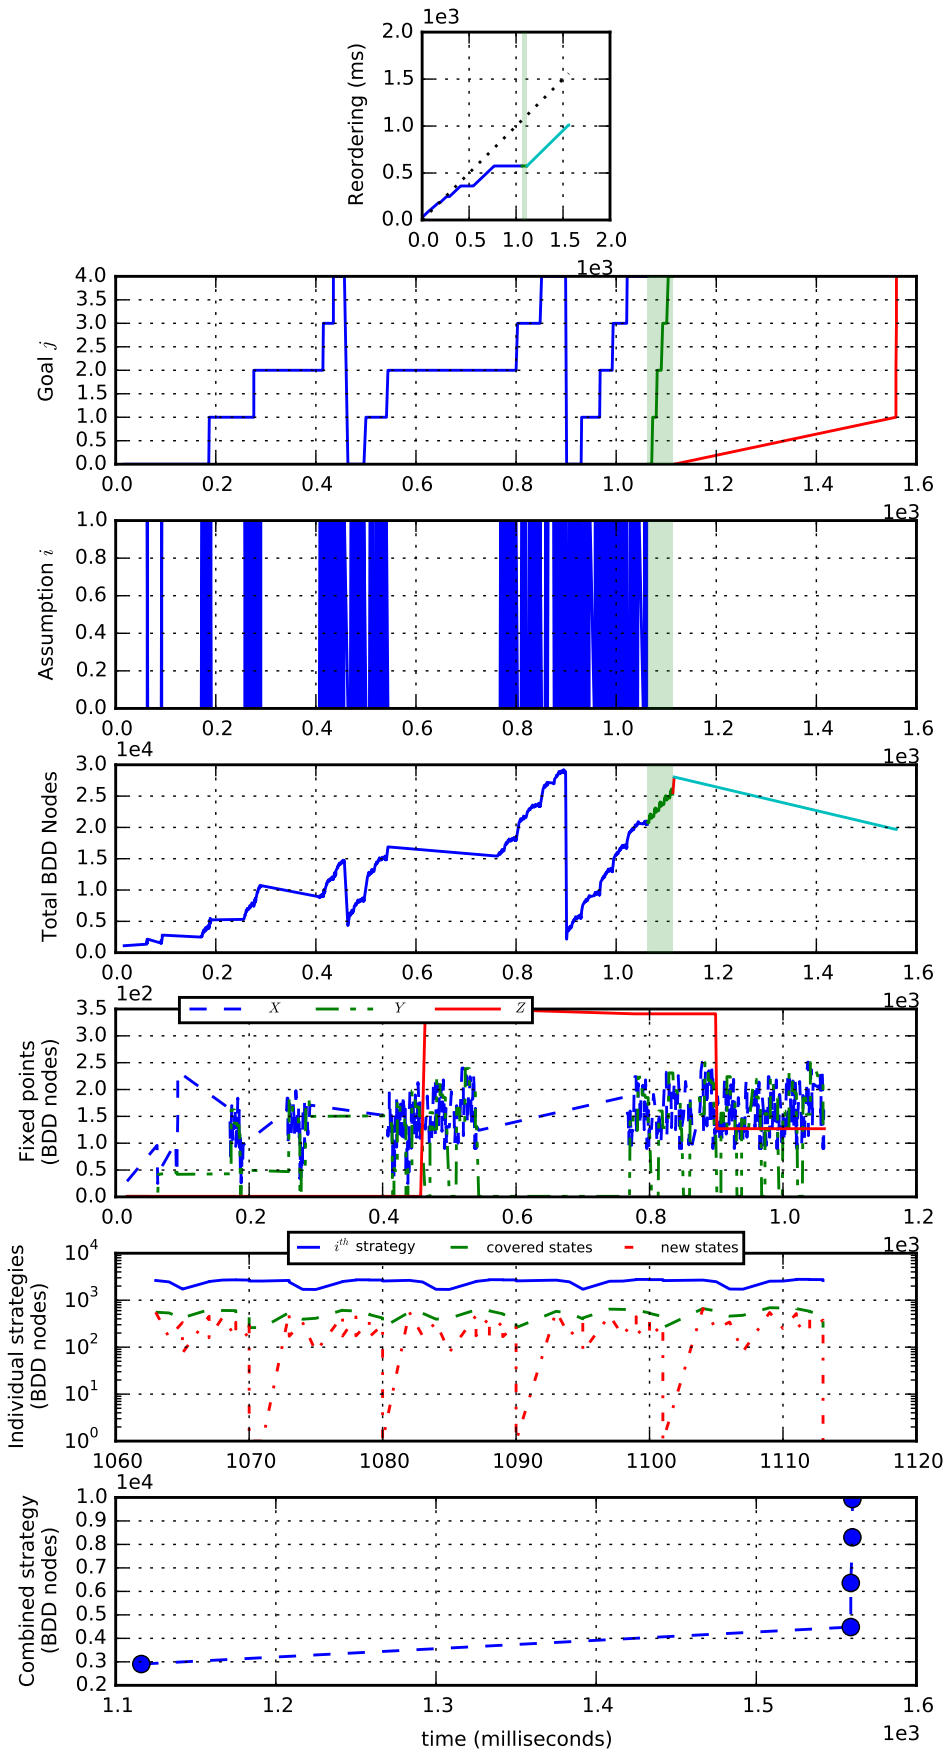 1e3
2.0
1.5
1.0
0.5
0.0
Reordering (ms)
0.0 0.5 1.0 1.5 2.0
1e3
4.0
3.5
3.0
2.5
2.0
1.5
1.0
0.5
0.0
Goal j
0.0 0.2 0.4 0.6 0.8 1.0 1.2 1.4 1.6
1e3
1.0
0.8
0.6
0.4
0.2
0.0
Assumption i
0.0 0.2 0.4 0.6 0.8 1.0 1.2 1.4 1.6
1e3
1e4
3.0
2.5
2.0
1.5
1.0
0.5
0.0
Total BDD Nodes
0.0 0.2 0.4 0.6 0.8 1.0 1.2 1.4 1.6
1e3
1e2
X Y Z
3.5
3.0
2.5
2.0
1.5
1.0
0.5
0.0
Fixed points
(BDD nodes)
0.0 0.2 0.4 0.6 0.8 1.0 1.2
1e3
i^th strategy covered states new states
10^4
10^3
10^2
10^1
10^0
Individual strategies
(BDD nodes)
1060 1070 1080 1090 1100 1110 1120
1e4
1.0
0.9
0.8
0.7
0.6
0.5
0.4
0.3
0.2
Combined strategy
(BDD nodes)
1.1 1.2 1.3 1.4 1.5 1.6
time (milliseconds)
1e3